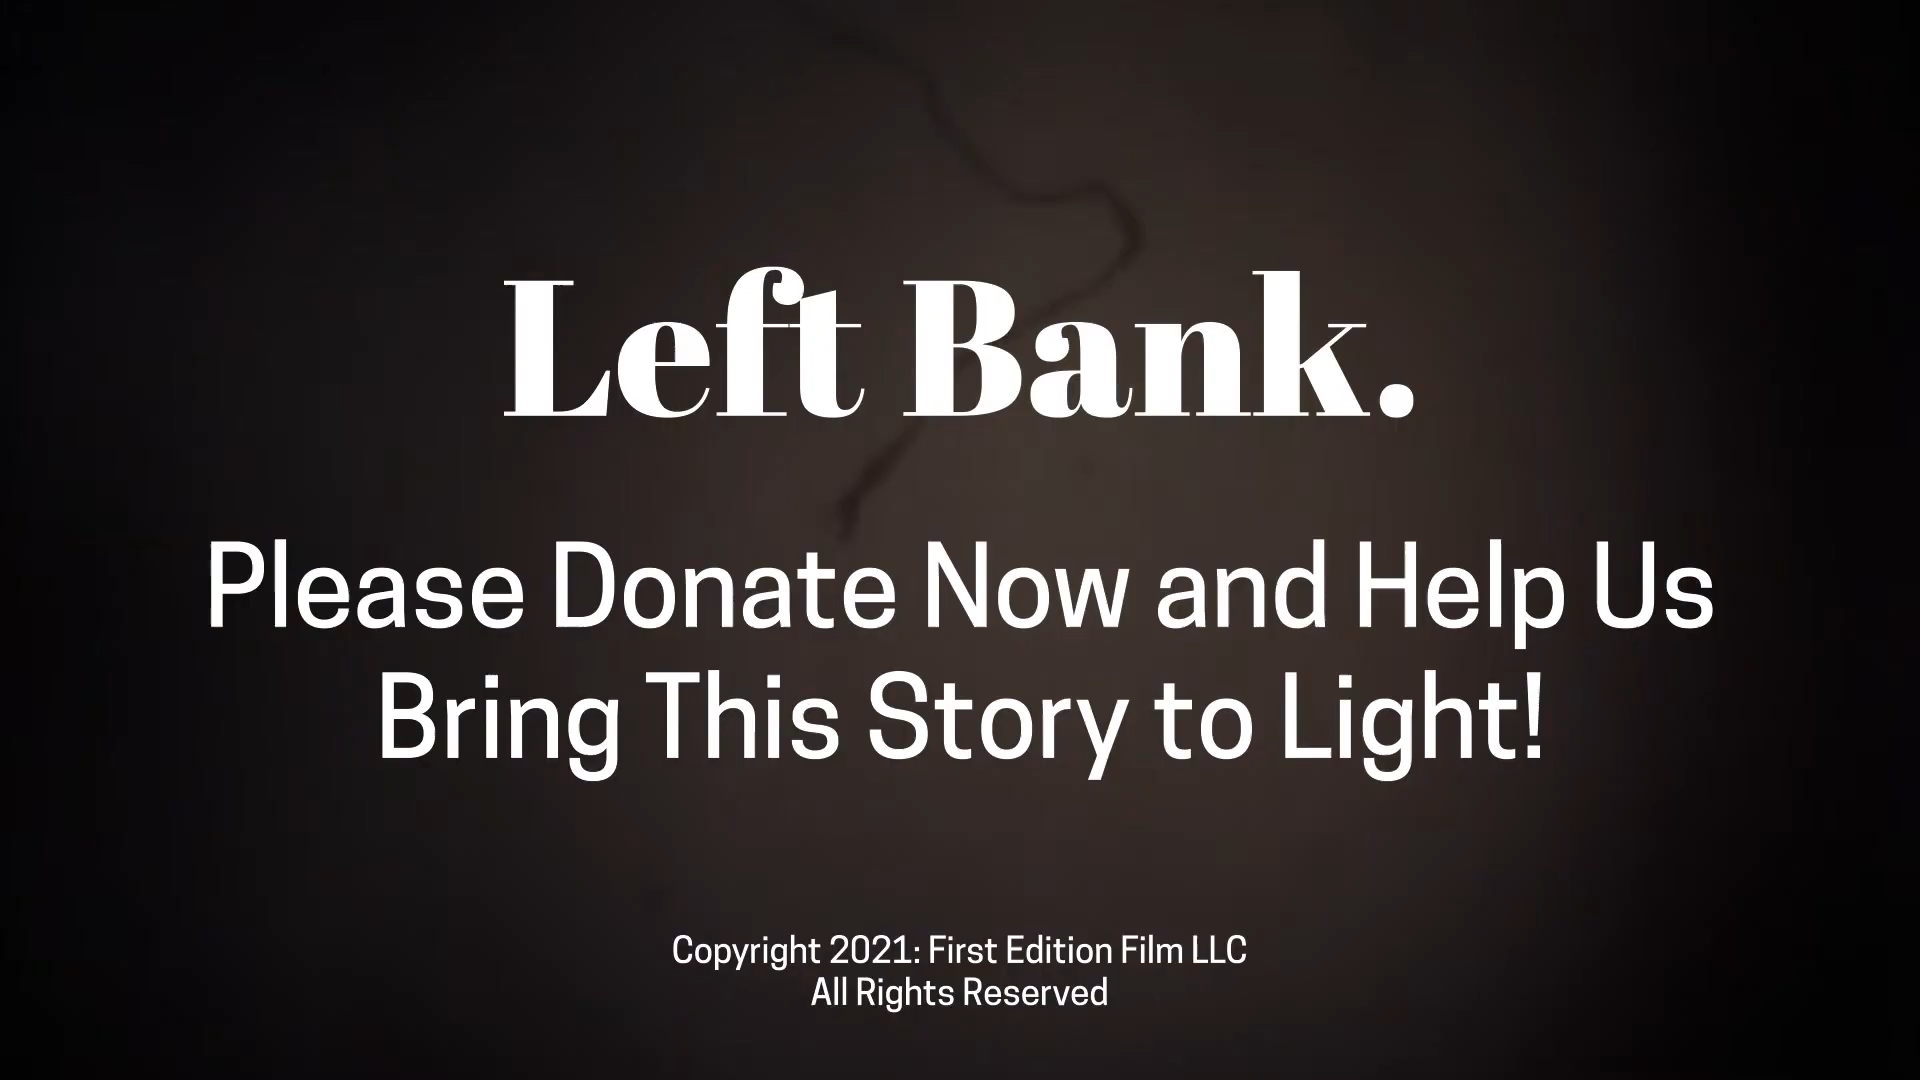 Left Bank.
Please Donate Now and Help Us
Bring This Story to Light!
Copyright 2021: First Edition Film LLC
All Rights Reserved